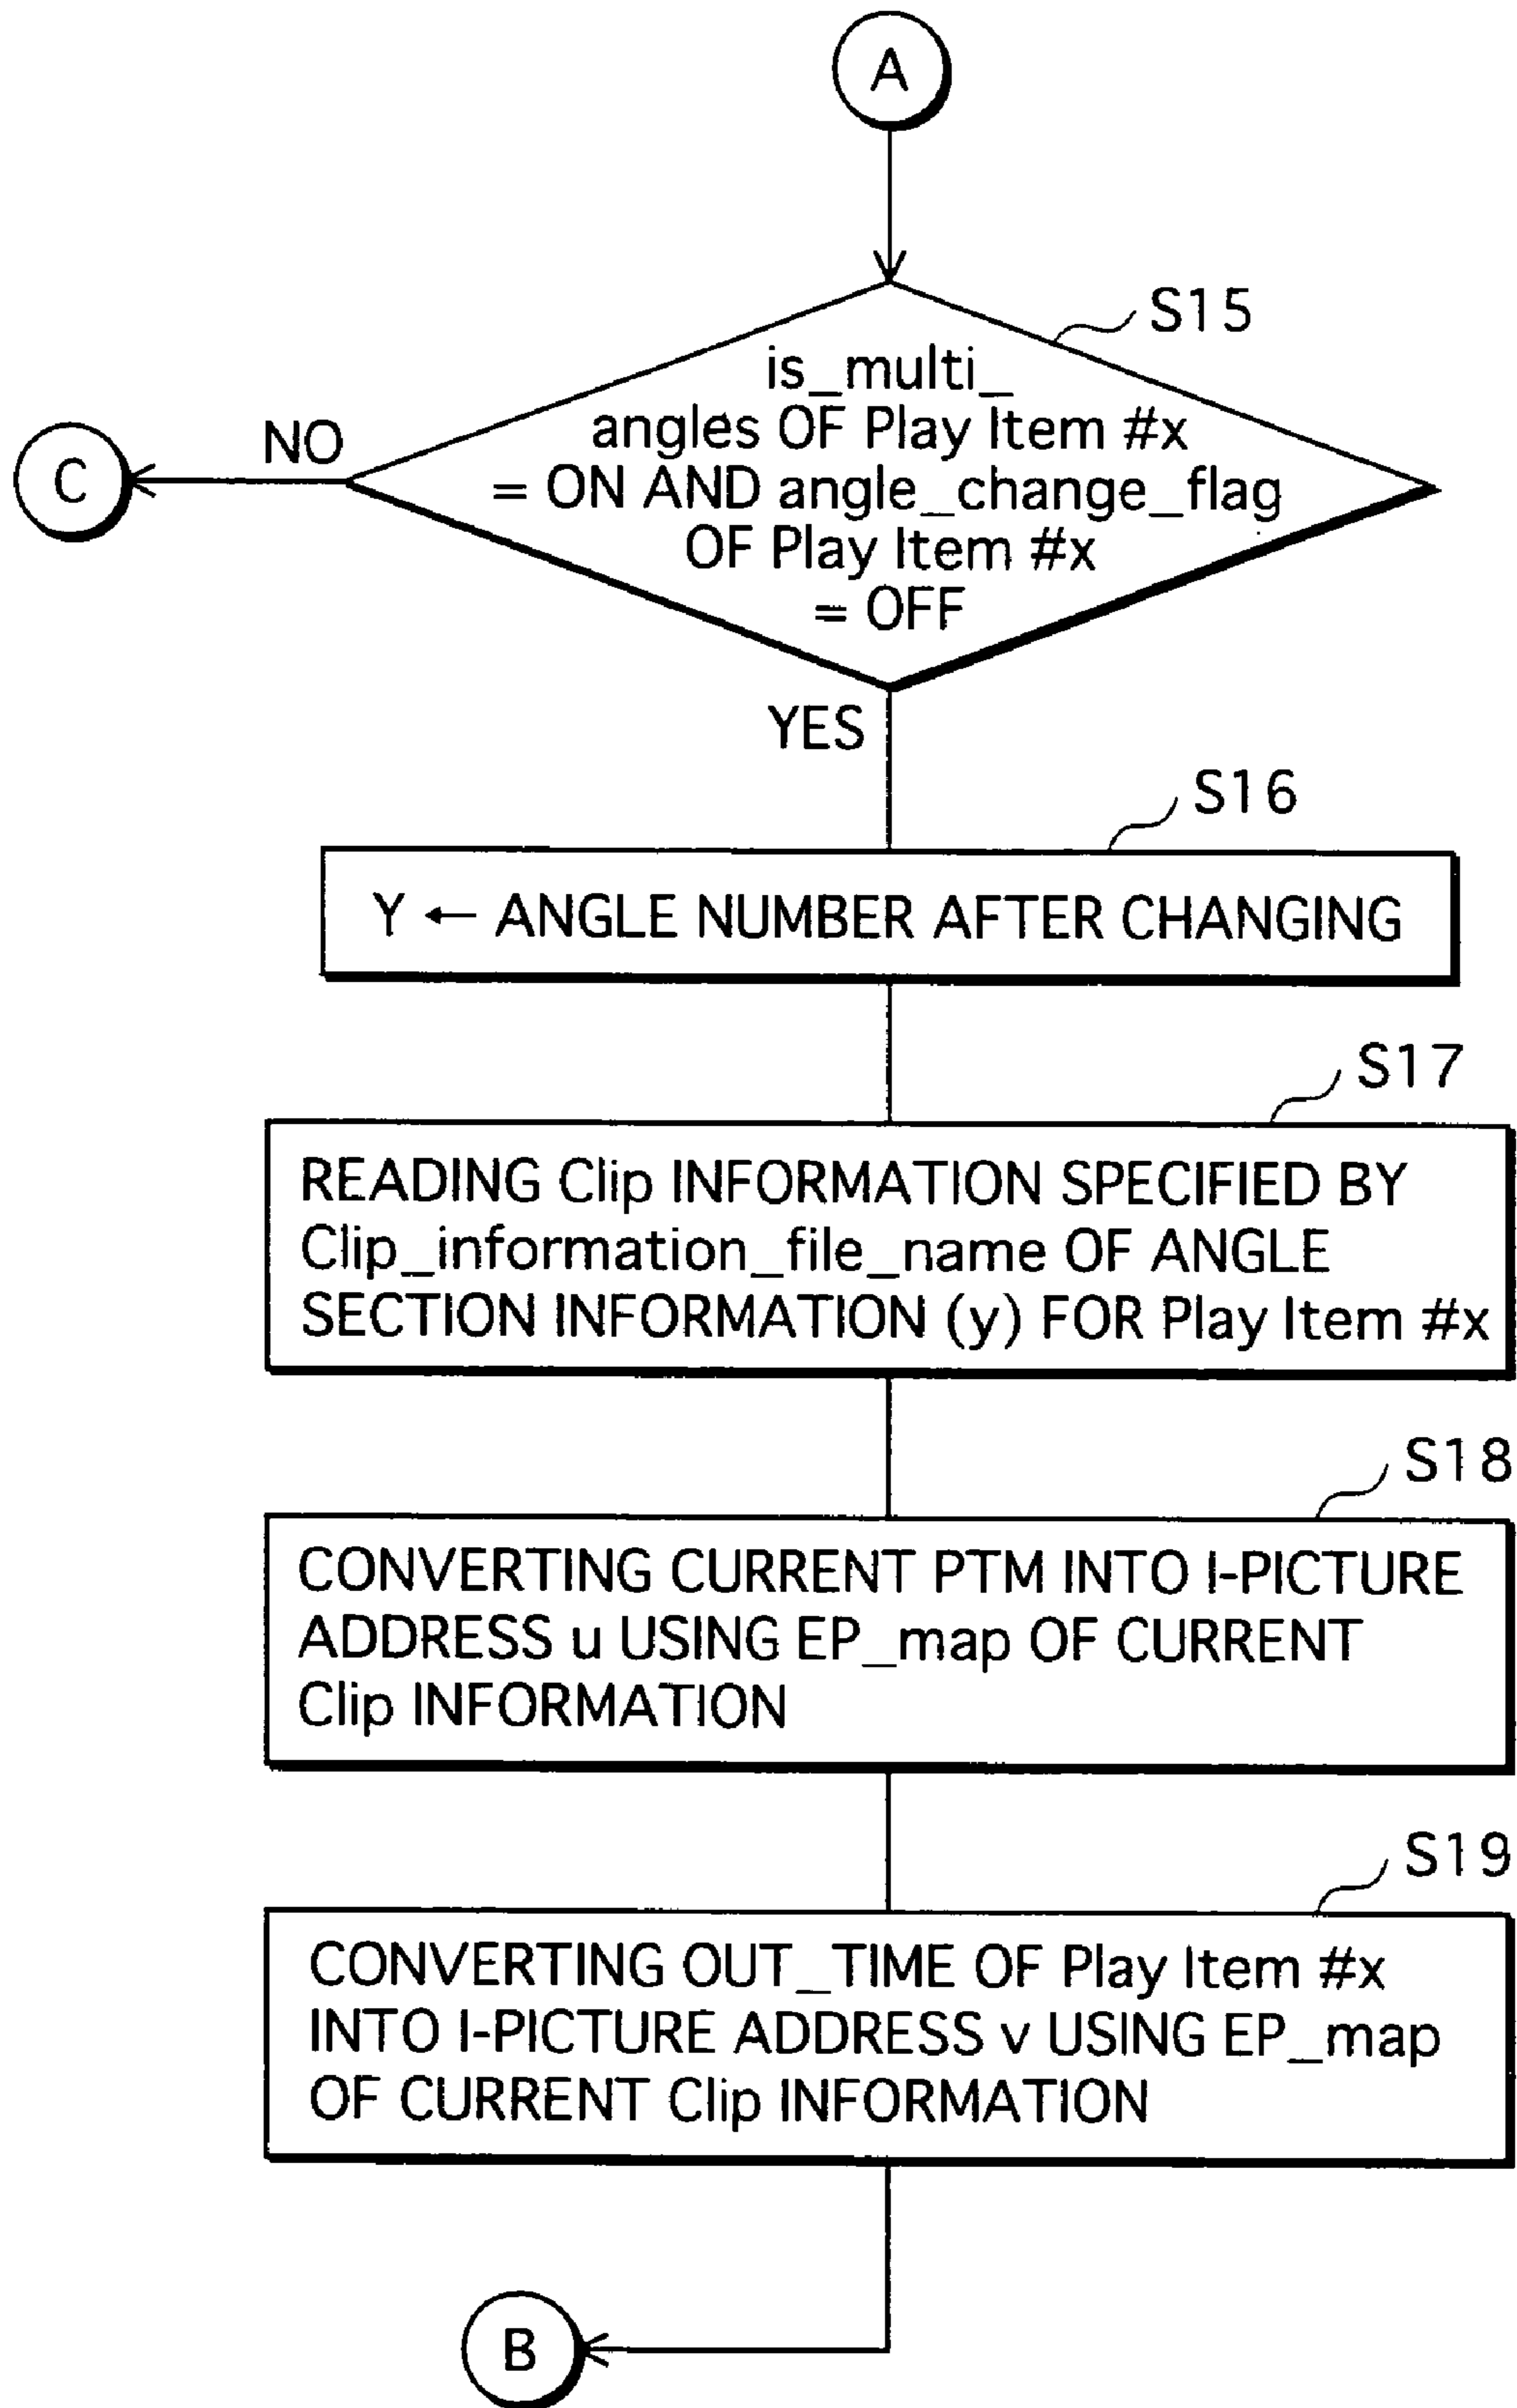 A
S15
is_multi_
angles OF Play Item #x
= ON AND angle_change_flag
OF Play Item #x
= OFF
NO
C
YES
S16
Y ← ANGLE NUMBER AFTER CHANGING
S17
READING Clip INFORMATION SPECIFIED BY
Clip_information_file_name OF ANGLE
SECTION INFORMATION (y) FOR Play Item #x
S18
CONVERTING CURRENT PTM INTO I-PICTURE
ADDRESS u USING EP_map OF CURRENT
Clip INFORMATION
S19
CONVERTING OUT_TIME OF Play Item #x
INTO I-PICTURE ADDRESS v USING EP_map
OF CURRENT Clip INFORMATION
B